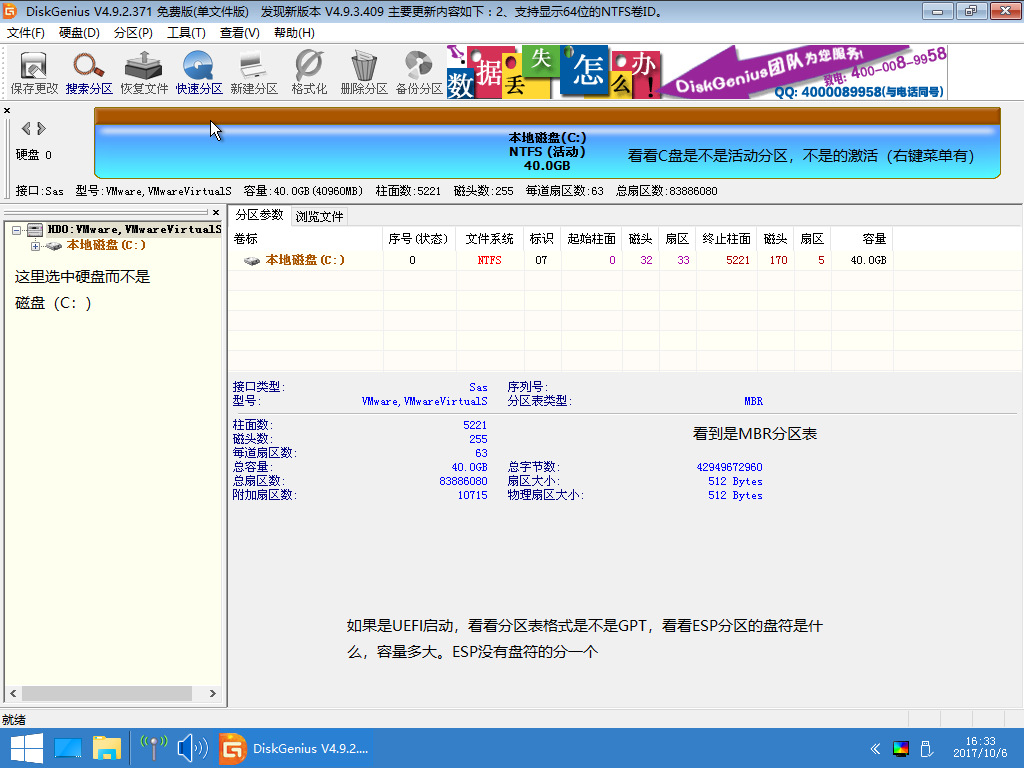 DiskGenius V4.9.2.371 免费版(单文件版)    发现新版本 V4.9.3.409 主要更新内容如下：2、支持显示64位的NTFS卷ID。
文件(F) 硬盘(D) 分区(P) 工具(T) 查看(V) 帮助(H)
保存更改 搜索分区 恢复文件 快速分区 新建分区 格式化 删除分区 备份分区
数据丢失怎么办!
DiskGenius团队为您服务!
致电: 400-008-9958
QQ: 4000089958(与电话同号)
硬盘 0
本地磁盘(C:)
NTFS (活动)
40.0GB
看看C盘是不是活动分区，不是的激活（右键菜单有）
接口:Sas 型号:VMware,VMwareVirtualS 容量:40.0GB(40960MB) 柱面数:5221 磁头数:255 每道扇区数:63 总扇区数:83886080
HD0:VMware,VMwareVirtualS
本地磁盘(C:)
这里选中硬盘而不是
磁盘（C：）
分区参数 浏览文件
卷标 序号(状态) 文件系统 标识 起始柱面 磁头 扇区 终止柱面 磁头 扇区 容量
本地磁盘(C:) 0 NTFS 07 0 32 33 5221 170 5 40.0GB
接口类型: Sas 序列号:
型号: VMware,VMwareVirtualS 分区表类型: MBR
柱面数: 5221
磁头数: 255
看到是MBR分区表
每道扇区数: 63
总容量: 40.0GB 总字节数: 42949672960
总扇区数: 83886080 扇区大小: 512 Bytes
附加扇区数: 10715 物理扇区大小: 512 Bytes
如果是UEFI启动，看看分区表格式是不是GPT，看看ESP分区的盘符是什
么，容量多大。ESP没有盘符的分一个
就绪
DiskGenius V4.9.2....
16:33
2017/10/6